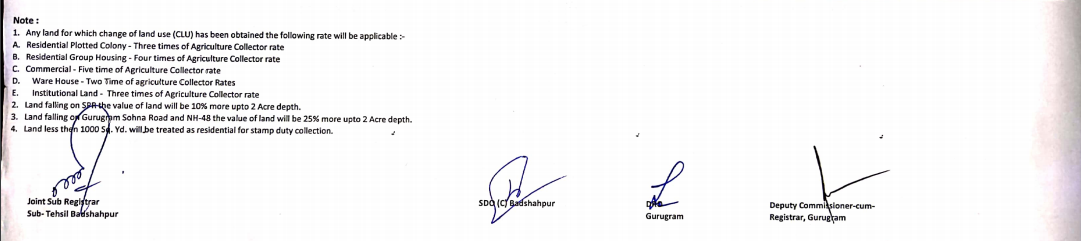 Note :
1. Any land for which change of land use (CLU) has been obtained the following rate will be applicable :-
A. Residential Plotted Colony - Three times of Agriculture Collector rate
B. Residential Group Housing - Four times of Agriculture Collector rate
C. Commercial - Five time of Agriculture Collector rate
D. Ware House - Two Time of agriculture Collector Rates
E. Institutional Land - Three times of Agriculture Collector rate
2. Land falling on SPR the value of land will be 10% more upto 2 Acre depth.
3. Land falling on Gurugram Sohna Road and NH-48 the value of land will be 25% more upto 2 Acre depth.
4. Land less then 1000 Sq. Yd. will be treated as residential for stamp duty collection.
Joint Sub Registrar
Sub- Tehsil Badshahpur
SDO (C) Badshahpur
Gurugram
Deputy Commissioner-cum-
Registrar, Gurugram